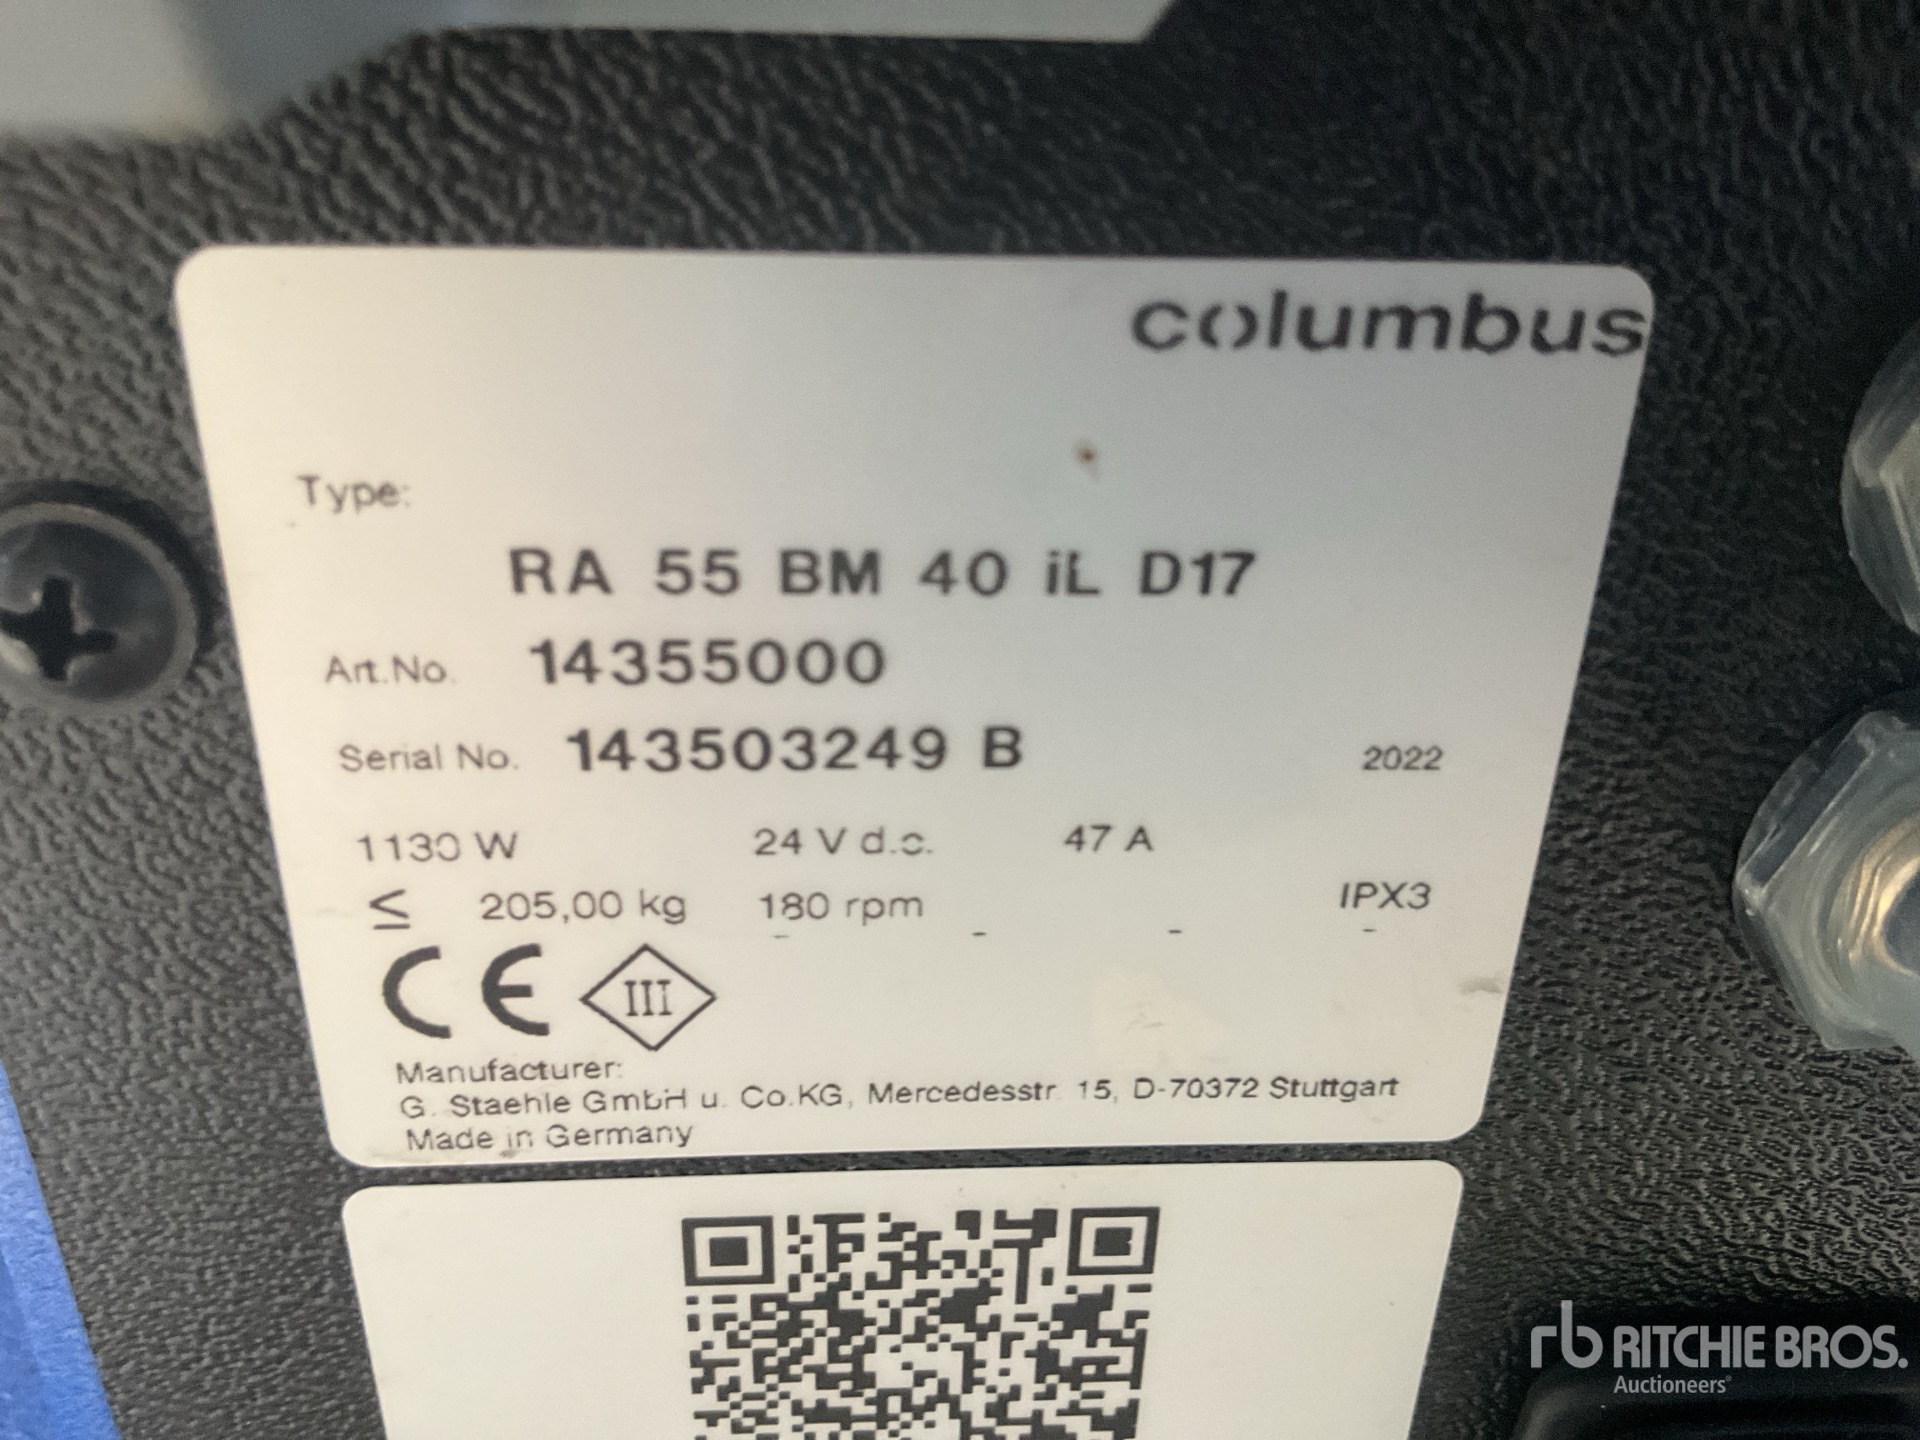 columbus
Type:
RA 55 BM 40 iL D17
Art.No. 14355000
Serial No. 143503249 B 2022
1130 W 24 V d.c. 47 A
≤ 205,00 kg 180 rpm IPX3
- - - -
CE III
Manufacturer:
G. Staehle GmbH u. Co.KG, Mercedesstr. 15, D-70372 Stuttgart
Made in Germany
rb RITCHIE BROS.
Auctioneers®